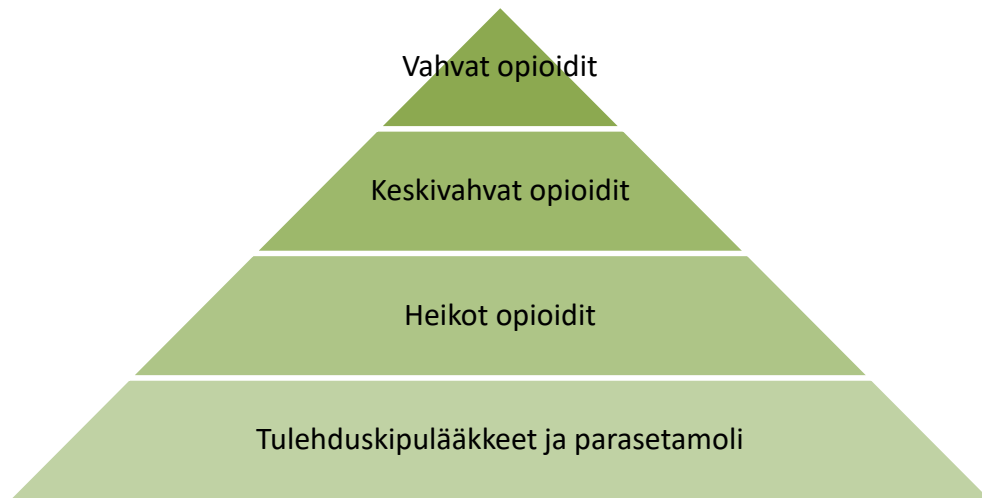 Vahvat opioidit
Keskivahvat opioidit
Heikot opioidit
Tulehduskipulääkkeet ja parasetamoli